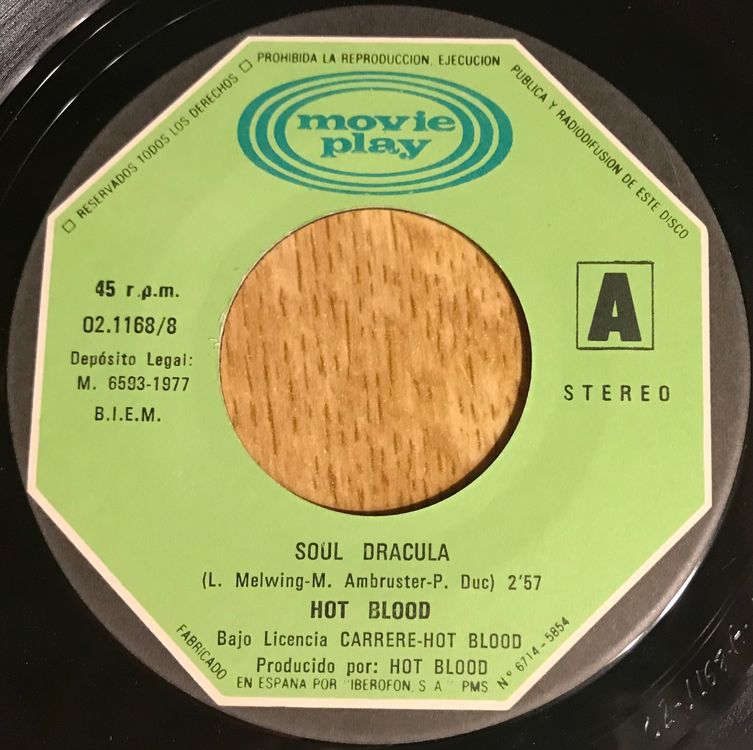 □ RESERVADOS TODOS LOS DERECHOS □ PROHIBIDA LA REPRODUCCION, EJECUCION PUBLICA Y RADIODIFUSION DE ESTE DISCO
movie
play
45 r.p.m.
02.1168/8
Depósito Legal:
M. 6593-1977
B.I.E.M.
A
STEREO
SOUL DRACULA
(L. Melwing-M. Ambruster-P. Duc) 2'57
HOT BLOOD
Bajo Licencia CARRERE-HOT BLOOD
Producido por: HOT BLOOD
FABRICADO EN ESPAÑA POR "IBEROFON, S A" PMS Nº 6714-5854